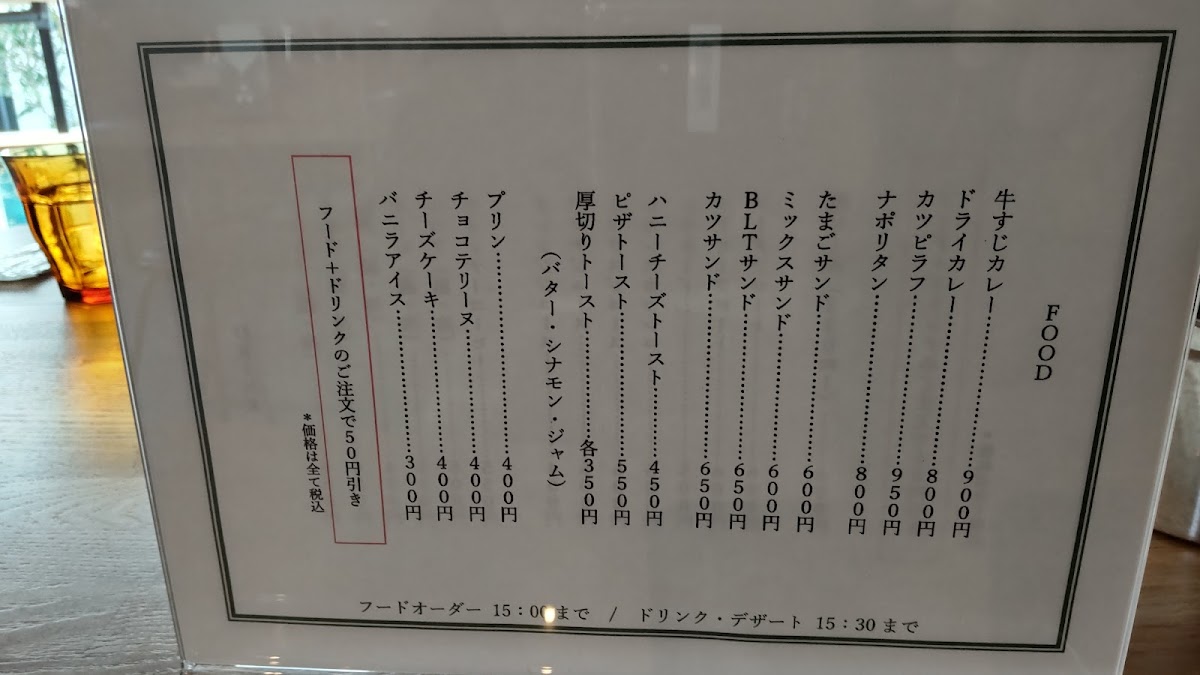 FOOD
牛すじカレー……………………900円
ドライカレー……………………800円
カツピラフ………………………950円
ナポリタン………………………800円
たまごサンド……………………600円
ミックスサンド…………………600円
BLTサンド………………………650円
カツサンド………………………650円
ハニーチーズトースト…………450円
ピザトースト……………………550円
厚切りトースト………………各350円
(バター・シナモン・ジャム)
プリン……………………………400円
チョコテリーヌ…………………400円
チーズケーキ……………………400円
バニラアイス……………………300円
フード+ドリンクのご注文で50円引き
*価格は全て税込
フードオーダー 15:00まで / ドリンク・デザート 15:30まで